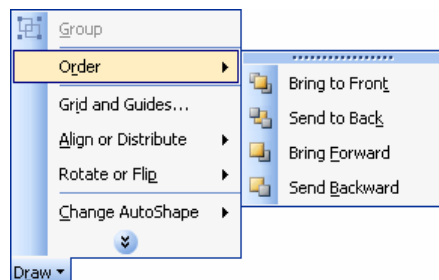 Group
Order
Grid and Guides...
Align or Distribute
Rotate or Flip
Change AutoShape
Draw
Bring to Front
Send to Back
Bring Forward
Send Backward